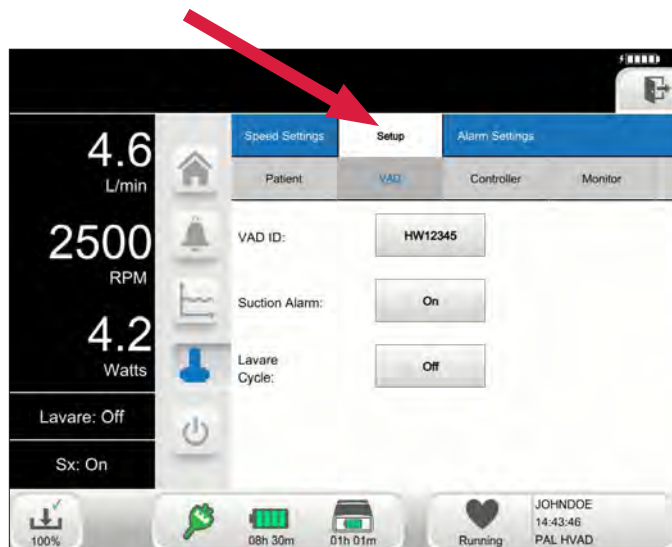 4.6
L/min
2500
RPM
4.2
Watts
Lavare: Off
Sx: On
Speed Settings Setup Alarm Settings
Patient VAD Controller Monitor
VAD ID: HW12345
Suction Alarm: On
Lavare
Cycle: Off
100%
08h 30m 01h 01m
Running
JOHNDOE
14:43:46
PAL HVAD